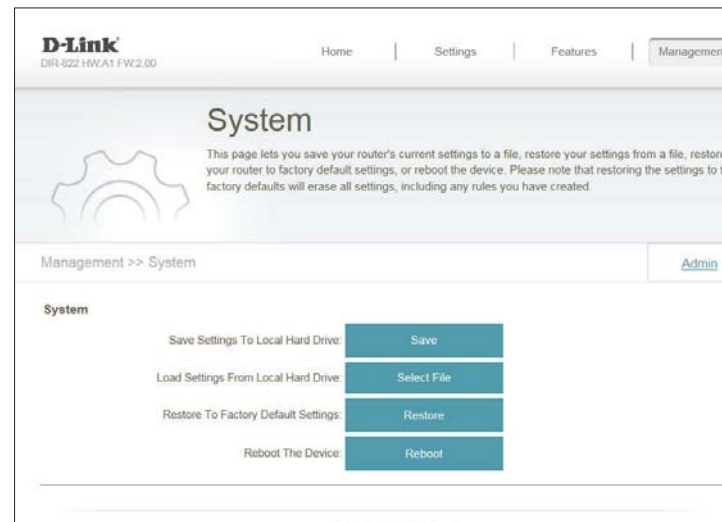 D-Link
DIR-822 HW:A1 FW:2.00
Home | Settings | Features | Management
System
This page lets you save your router's current settings to a file, restore your settings from a file, restore
your router to factory default settings, or reboot the device. Please note that restoring the settings to
factory defaults will erase all settings, including any rules you have created.
Management >> System
Admin
System
Save Settings To Local Hard Drive: Save
Load Settings From Local Hard Drive: Select File
Restore To Factory Default Settings: Restore
Reboot The Device: Reboot